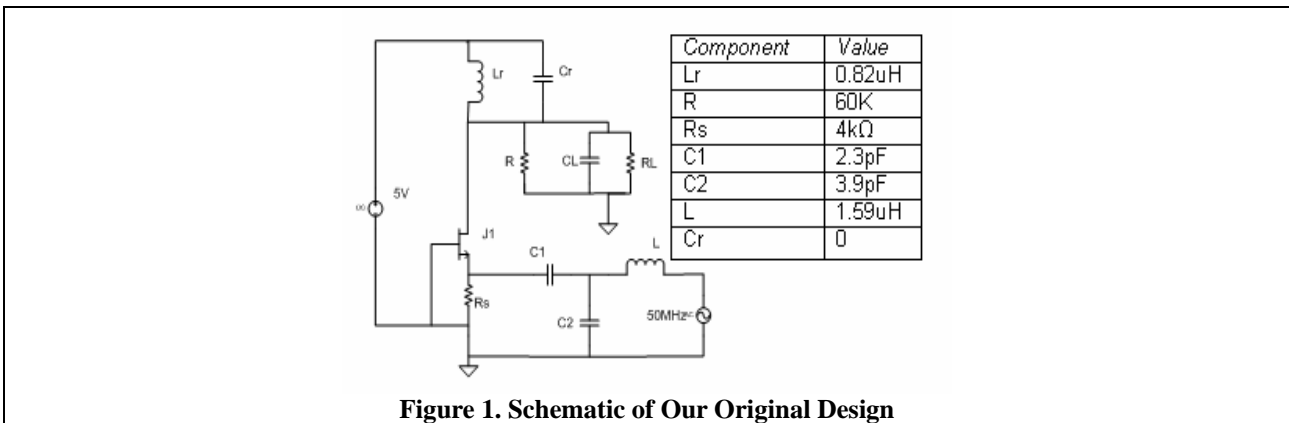 Lr
Cr
R
CL
RL
5V
J1
C1
L
Rs
C2
50MHz
Component Value
Lr 0.82uH
R 60K
Rs 4kΩ
C1 2.3pF
C2 3.9pF
L 1.59uH
Cr 0
Figure 1. Schematic of Our Original Design